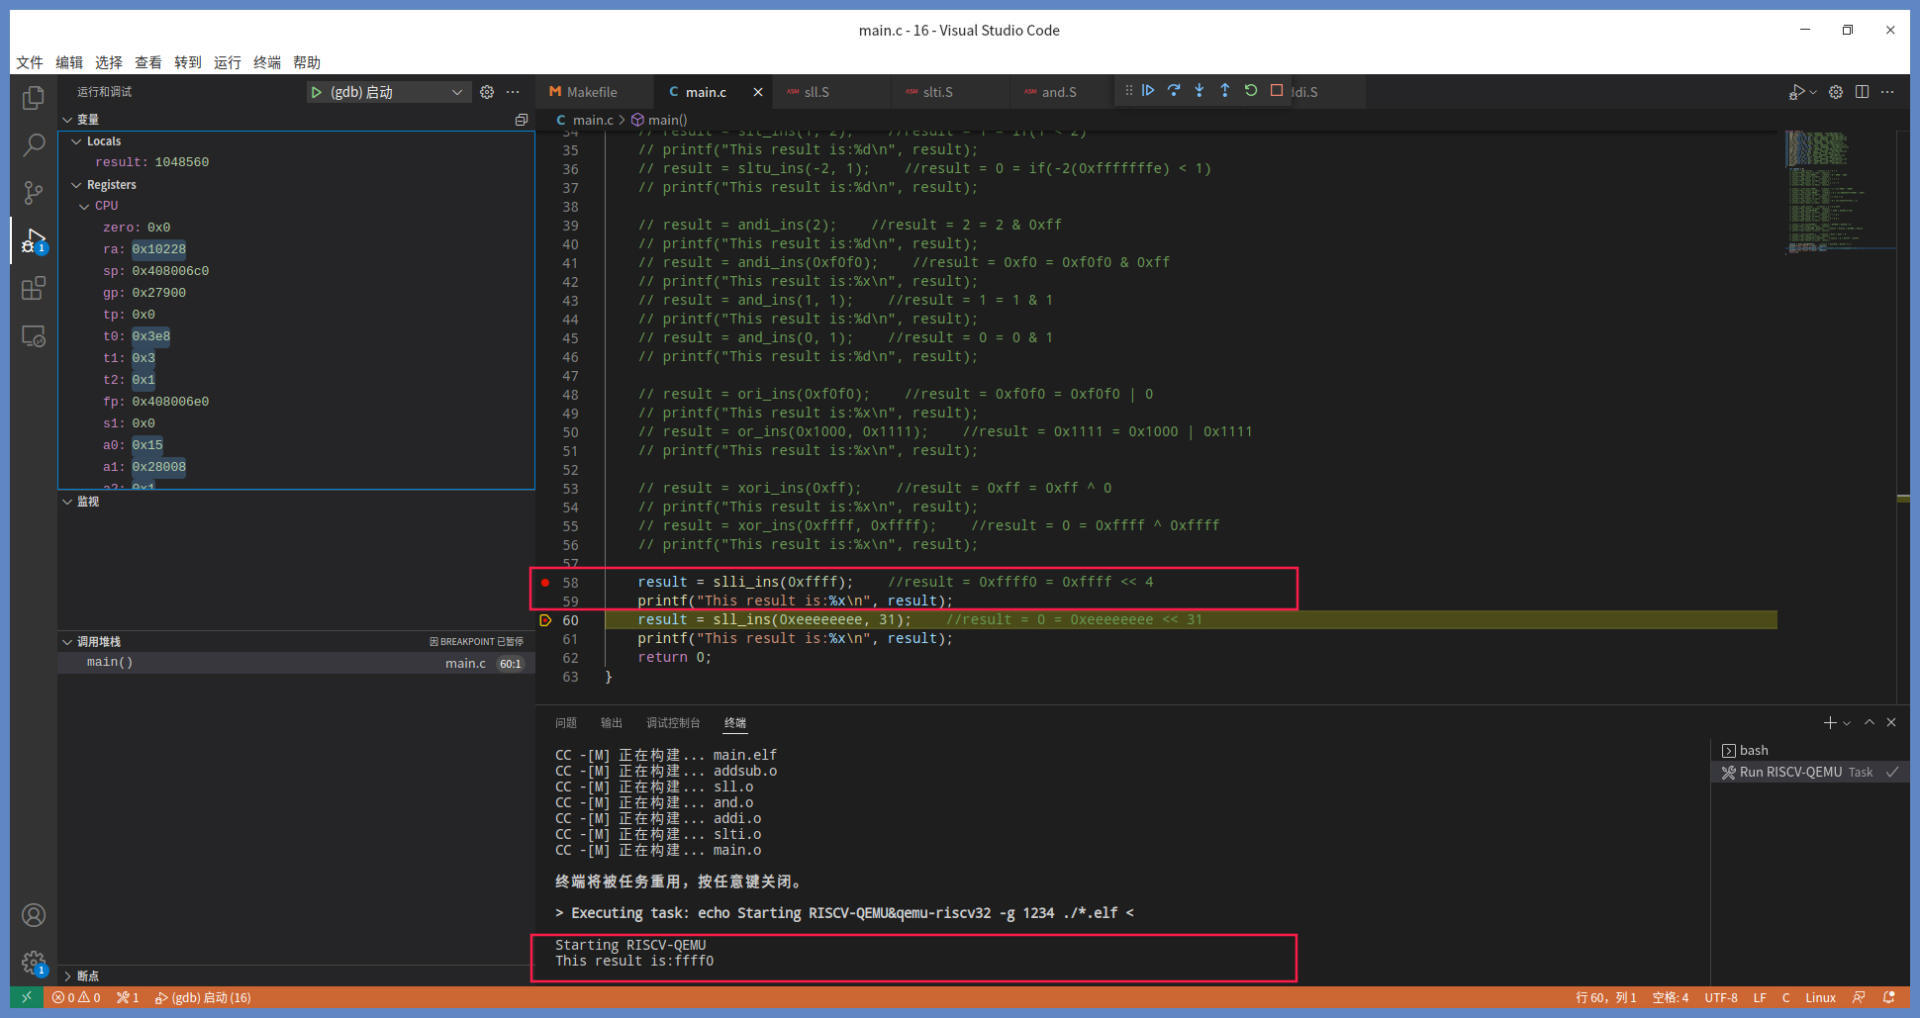 main.c - 16 - Visual Studio Code
文件 编辑 选择 查看 转到 运行 终端 帮助
运行和调试
(gdb) 启动
Makefile
main.c
sll.S
slti.S
and.S
ddi.S
main.c > main()
变量
Locals
result: 1048560
Registers
CPU
zero: 0x0
ra: 0x10228
sp: 0x408006c0
gp: 0x27900
tp: 0x0
t0: 0x3e8
t1: 0x3
t2: 0x1
fp: 0x408006e0
s1: 0x0
a0: 0x15
a1: 0x28008
a2: 0x1
监视
调用堆栈
因 BREAKPOINT 已暂停
main()
main.c 60:1
断点
34 // result = slt_ins(1, 2); //result = 1 = if(1 < 2)
35 // printf("This result is:%d\n", result);
36 // result = sltu_ins(-2, 1); //result = 0 = if(-2(0xfffffffe) < 1)
37 // printf("This result is:%d\n", result);
38
39 // result = andi_ins(2); //result = 2 = 2 & 0xff
40 // printf("This result is:%d\n", result);
41 // result = andi_ins(0xf0f0); //result = 0xf0 = 0xf0f0 & 0xff
42 // printf("This result is:%x\n", result);
43 // result = and_ins(1, 1); //result = 1 = 1 & 1
44 // printf("This result is:%d\n", result);
45 // result = and_ins(0, 1); //result = 0 = 0 & 1
46 // printf("This result is:%d\n", result);
47
48 // result = ori_ins(0xf0f0); //result = 0xf0f0 = 0xf0f0 | 0
49 // printf("This result is:%x\n", result);
50 // result = or_ins(0x1000, 0x1111); //result = 0x1111 = 0x1000 | 0x1111
51 // printf("This result is:%x\n", result);
52
53 // result = xori_ins(0xff); //result = 0xff = 0xff ^ 0
54 // printf("This result is:%x\n", result);
55 // result = xor_ins(0xffff, 0xffff); //result = 0 = 0xffff ^ 0xffff
56 // printf("This result is:%x\n", result);
57
58 result = slli_ins(0xffff); //result = 0xffff0 = 0xffff << 4
59 printf("This result is:%x\n", result);
60 result = sll_ins(0xeeeeeeee, 31); //result = 0 = 0xeeeeeeee << 31
61 printf("This result is:%x\n", result);
62 return 0;
63 }
问题 输出 调试控制台 终端
CC -[M] 正在构建... main.elf
CC -[M] 正在构建... addsub.o
CC -[M] 正在构建... sll.o
CC -[M] 正在构建... and.o
CC -[M] 正在构建... addi.o
CC -[M] 正在构建... slti.o
CC -[M] 正在构建... main.o
终端将被任务重用，按任意键关闭。
> Executing task: echo Starting RISCV-QEMU&qemu-riscv32 -g 1234 ./*.elf <
Starting RISCV-QEMU
This result is:ffff0
bash
Run RISCV-QEMU Task
0 0 1 (gdb) 启动 (16)
行 60，列 1 空格: 4 UTF-8 LF C Linux